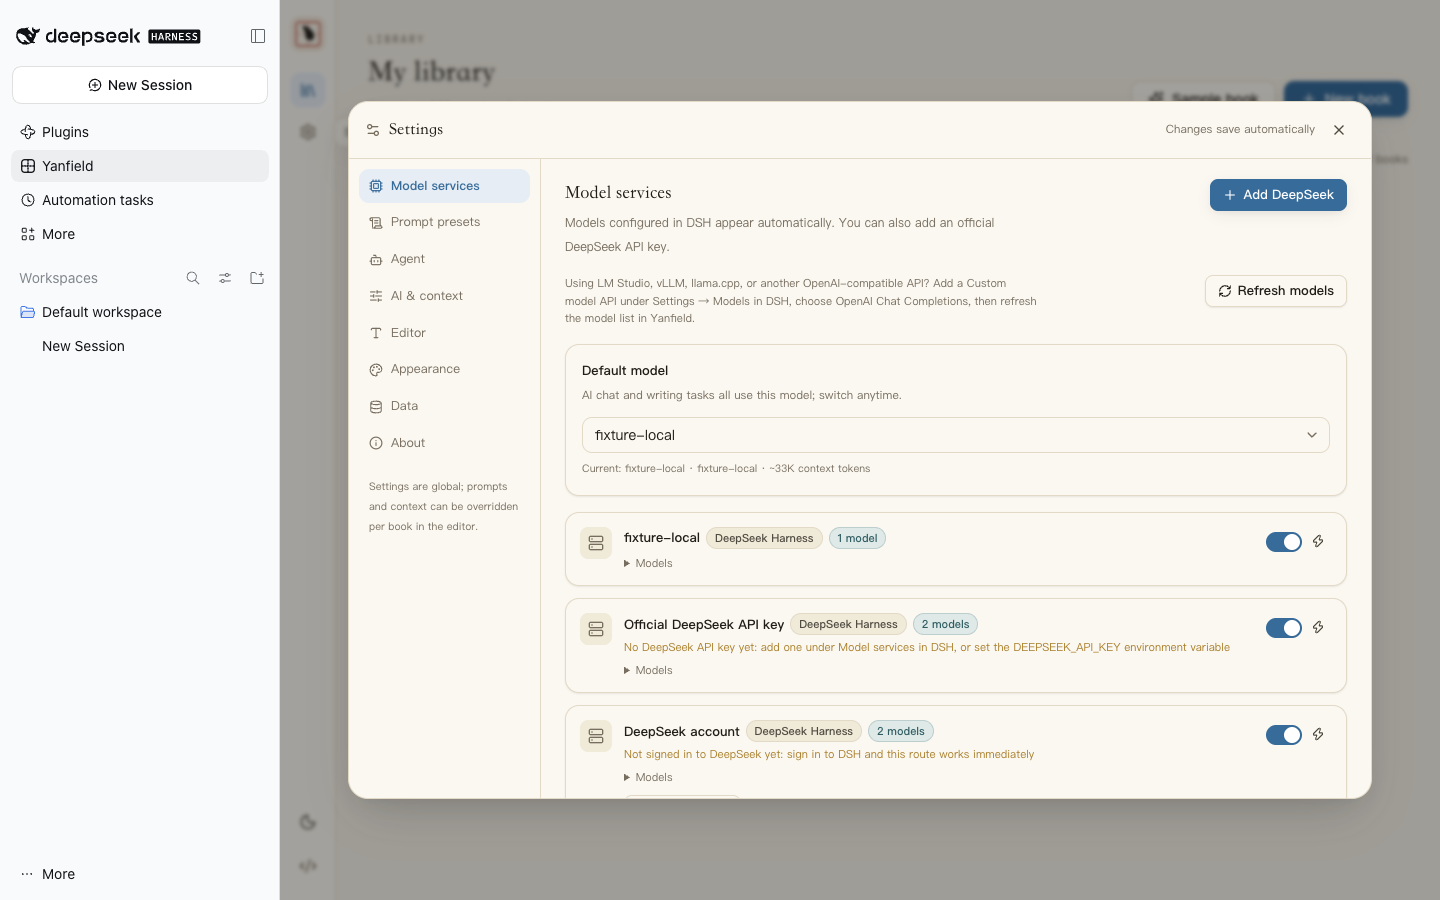 deepseek HARNESS
New Session
Plugins
Yanfield
Automation tasks
More
Workspaces
Default workspace
New Session
More
LIBRARY
My library
Sample book
New book
books
Settings
Changes save automatically
Model services
Prompt presets
Agent
AI & context
Editor
Appearance
Data
About
Settings are global; prompts
and context can be overridden
per book in the editor.
Model services
Add DeepSeek
Models configured in DSH appear automatically. You can also add an official
DeepSeek API key.
Using LM Studio, vLLM, llama.cpp, or another OpenAI-compatible API? Add a Custom
model API under Settings → Models in DSH, choose OpenAI Chat Completions, then refresh
the model list in Yanfield.
Refresh models
Default model
AI chat and writing tasks all use this model; switch anytime.
fixture-local
Current: fixture-local · fixture-local · ~33K context tokens
fixture-local DeepSeek Harness 1 model
Models
Official DeepSeek API key DeepSeek Harness 2 models
No DeepSeek API key yet: add one under Model services in DSH, or set the DEEPSEEK_API_KEY environment variable
Models
DeepSeek account DeepSeek Harness 2 models
Not signed in to DeepSeek yet: sign in to DSH and this route works immediately
Models